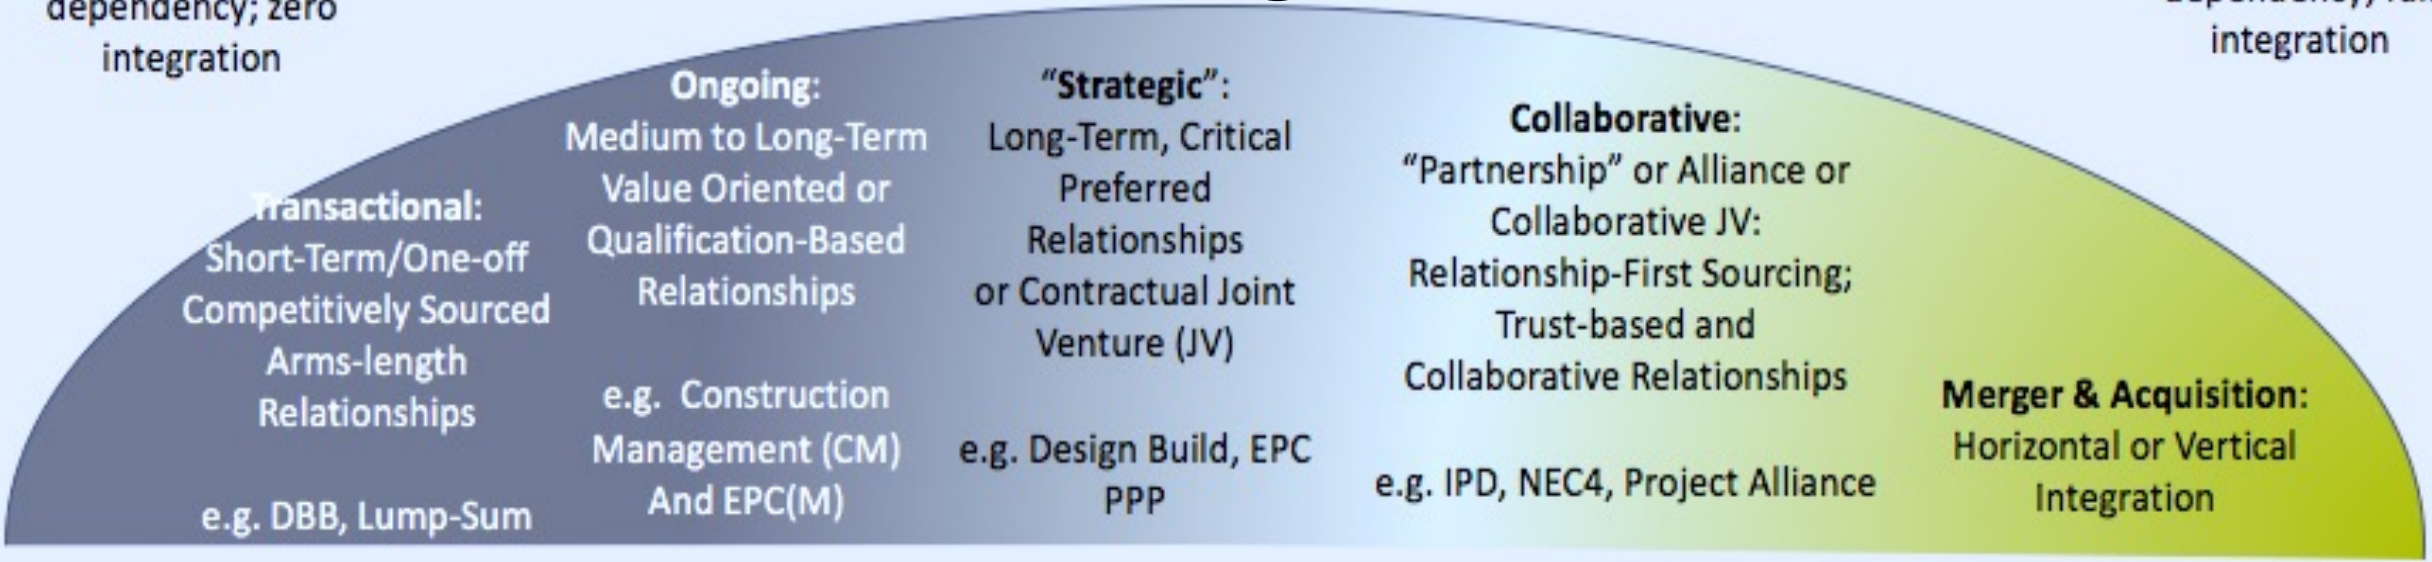 dependency; zero
integration
integration
Transactional:
Short-Term/One-off
Competitively Sourced
Arms-length
Relationships
e.g. DBB, Lump-Sum
Ongoing:
Medium to Long-Term
Value Oriented or
Qualification-Based
Relationships
e.g. Construction
Management (CM)
And EPC(M)
“Strategic”:
Long-Term, Critical
Preferred
Relationships
or Contractual Joint
Venture (JV)
e.g. Design Build, EPC
PPP
Collaborative:
“Partnership” or Alliance or
Collaborative JV:
Relationship-First Sourcing;
Trust-based and
Collaborative Relationships
e.g. IPD, NEC4, Project Alliance
Merger & Acquisition:
Horizontal or Vertical
Integration